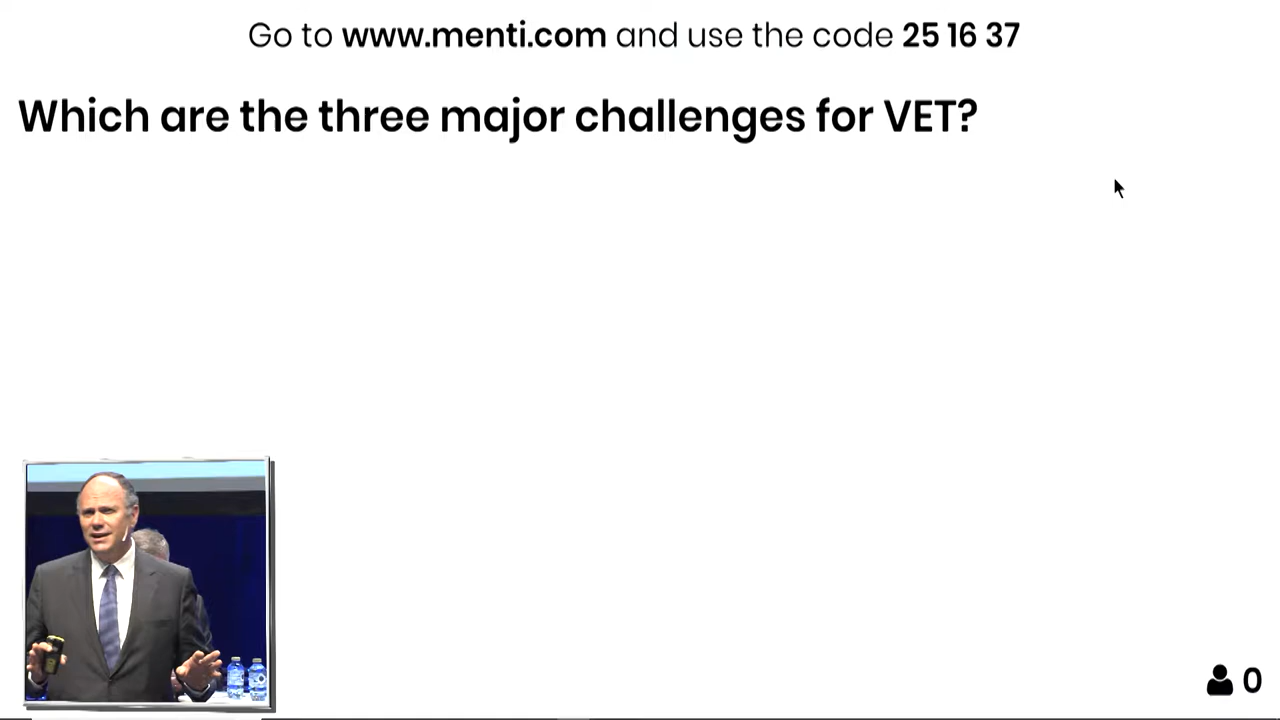 Go to www.menti.com and use the code 25 16 37
Which are the three major challenges for VET?
0